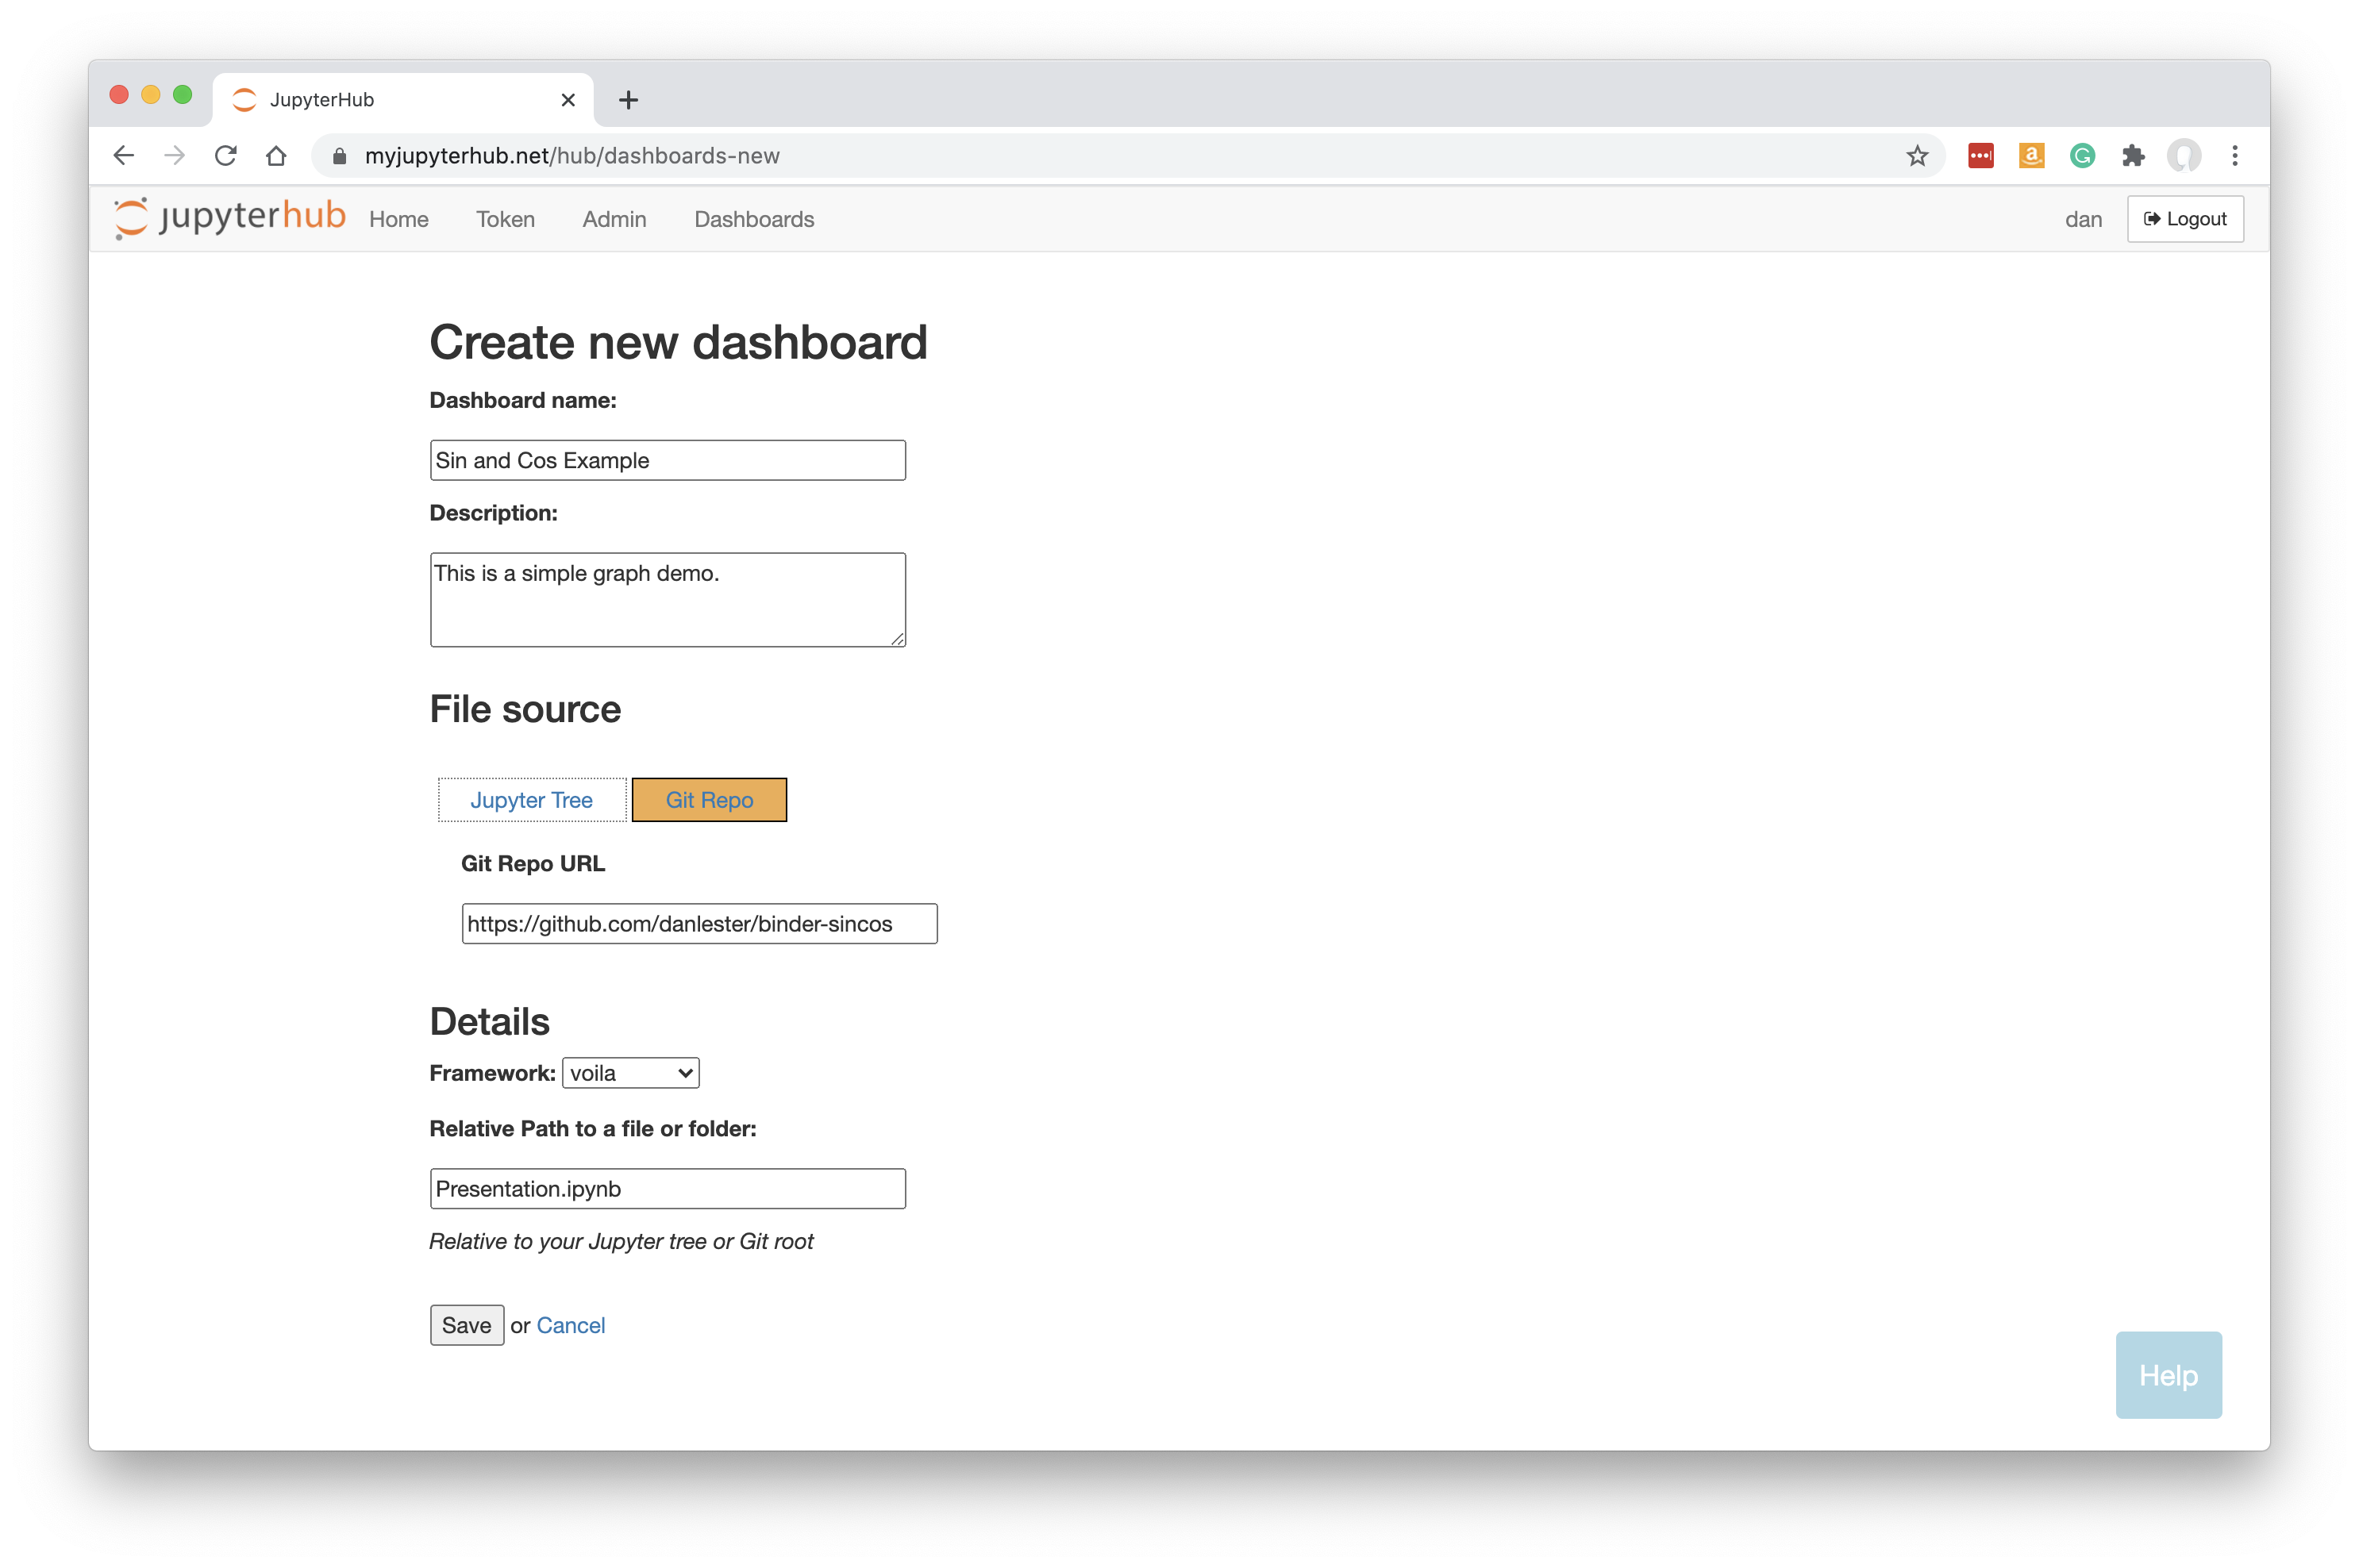 JupyterHub
myjupyterhub.net/hub/dashboards-new
jupyterhub Home Token Admin Dashboards dan Logout
Create new dashboard
Dashboard name:
Sin and Cos Example
Description:
This is a simple graph demo.
File source
Jupyter Tree Git Repo
Git Repo URL
https://github.com/danlester/binder-sincos
Details
Framework: voila
Relative Path to a file or folder:
Presentation.ipynb
Relative to your Jupyter tree or Git root
Save or Cancel
Help